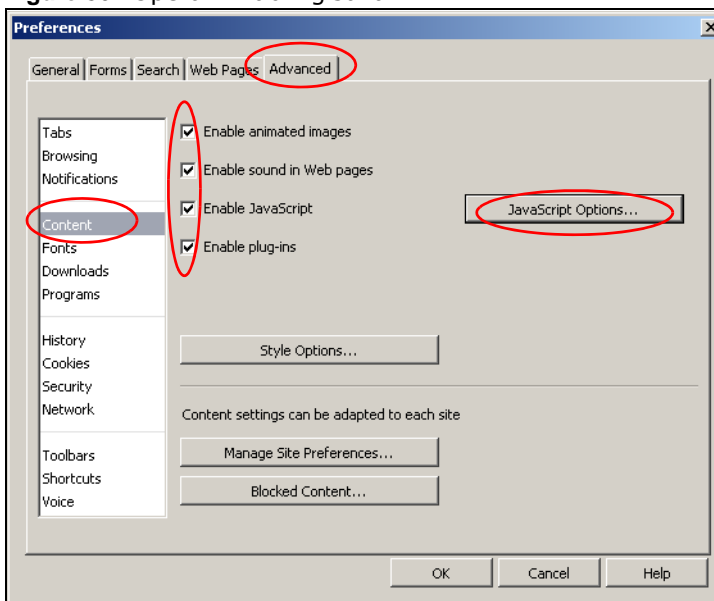 Preferences
General Forms Search Web Pages Advanced
Tabs
Browsing
Notifications
Content
Fonts
Downloads
Programs
History
Cookies
Security
Network
Toolbars
Shortcuts
Voice
Enable animated images
Enable sound in Web pages
Enable JavaScript
JavaScript Options...
Enable plug-ins
Style Options...
Content settings can be adapted to each site
Manage Site Preferences...
Blocked Content...
OK Cancel Help